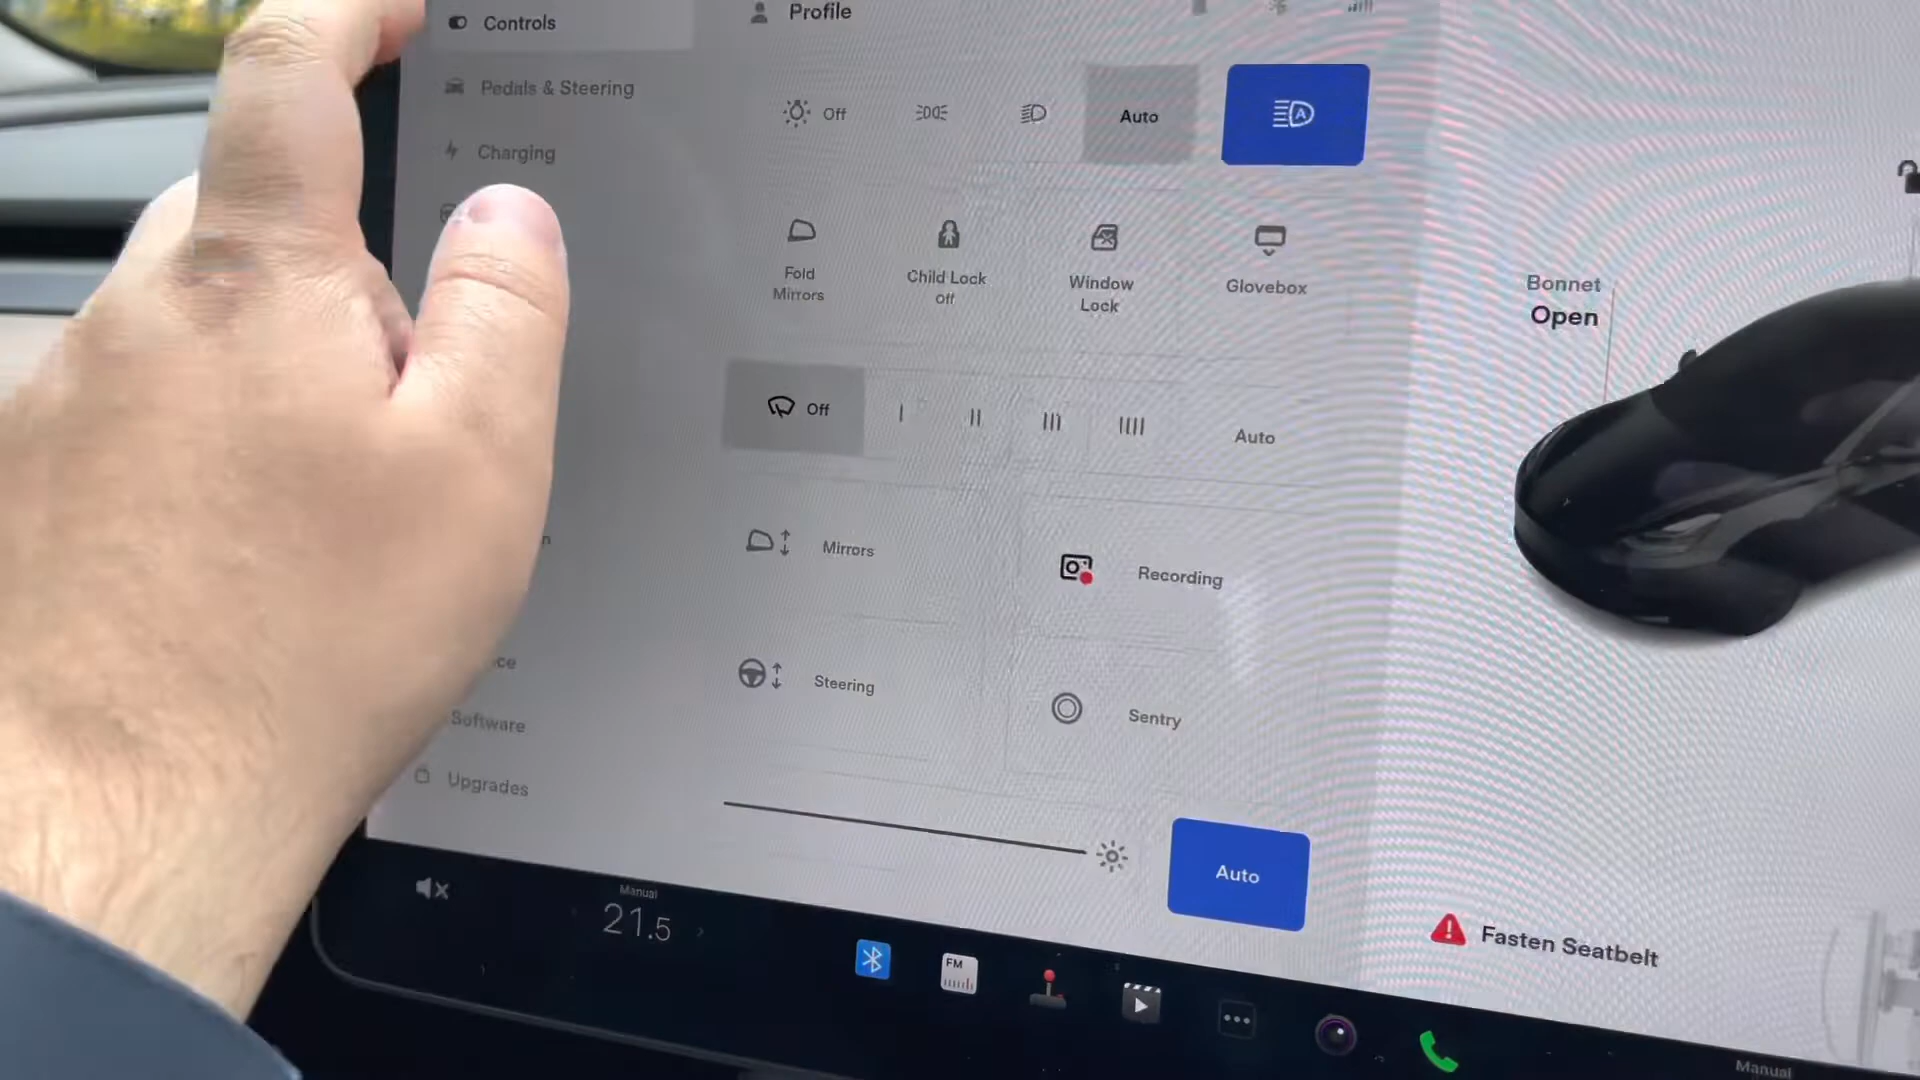 Controls
Profile
Pedals & Steering
Charging
Off
Auto
Fold
Mirrors
Child Lock
Off
Window
Lock
Glovebox
Bonnet
Open
Off
Auto
Mirrors
Recording
Steering
Sentry
Software
Upgrades
Auto
Manual
21.5
FM
Fasten Seatbelt
Manual